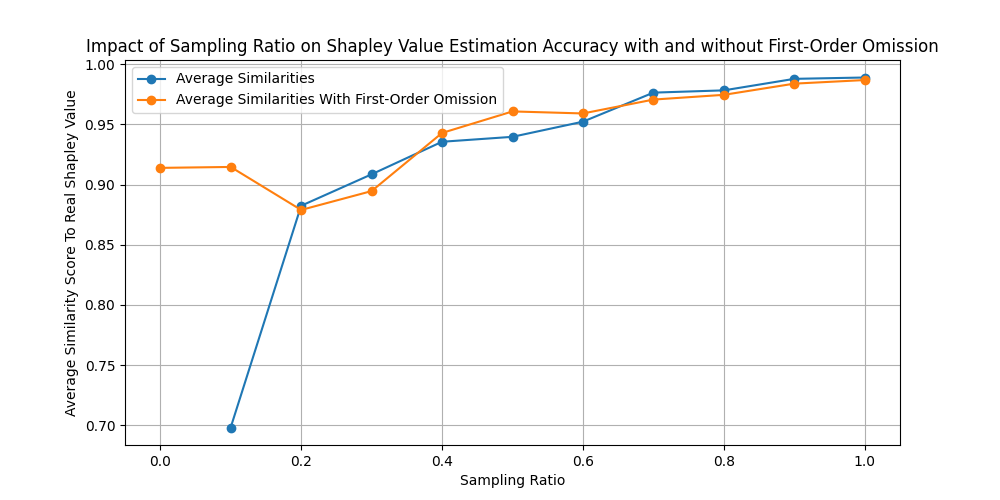 Impact of Sampling Ratio on Shapley Value Estimation Accuracy with and without First-Order Omission
Average Similarities
Average Similarities With First-Order Omission
Average Similarity Score To Real Shapley Value
1.00
0.95
0.90
0.85
0.80
0.75
0.70
0.0 0.2 0.4 0.6 0.8 1.0
Sampling Ratio